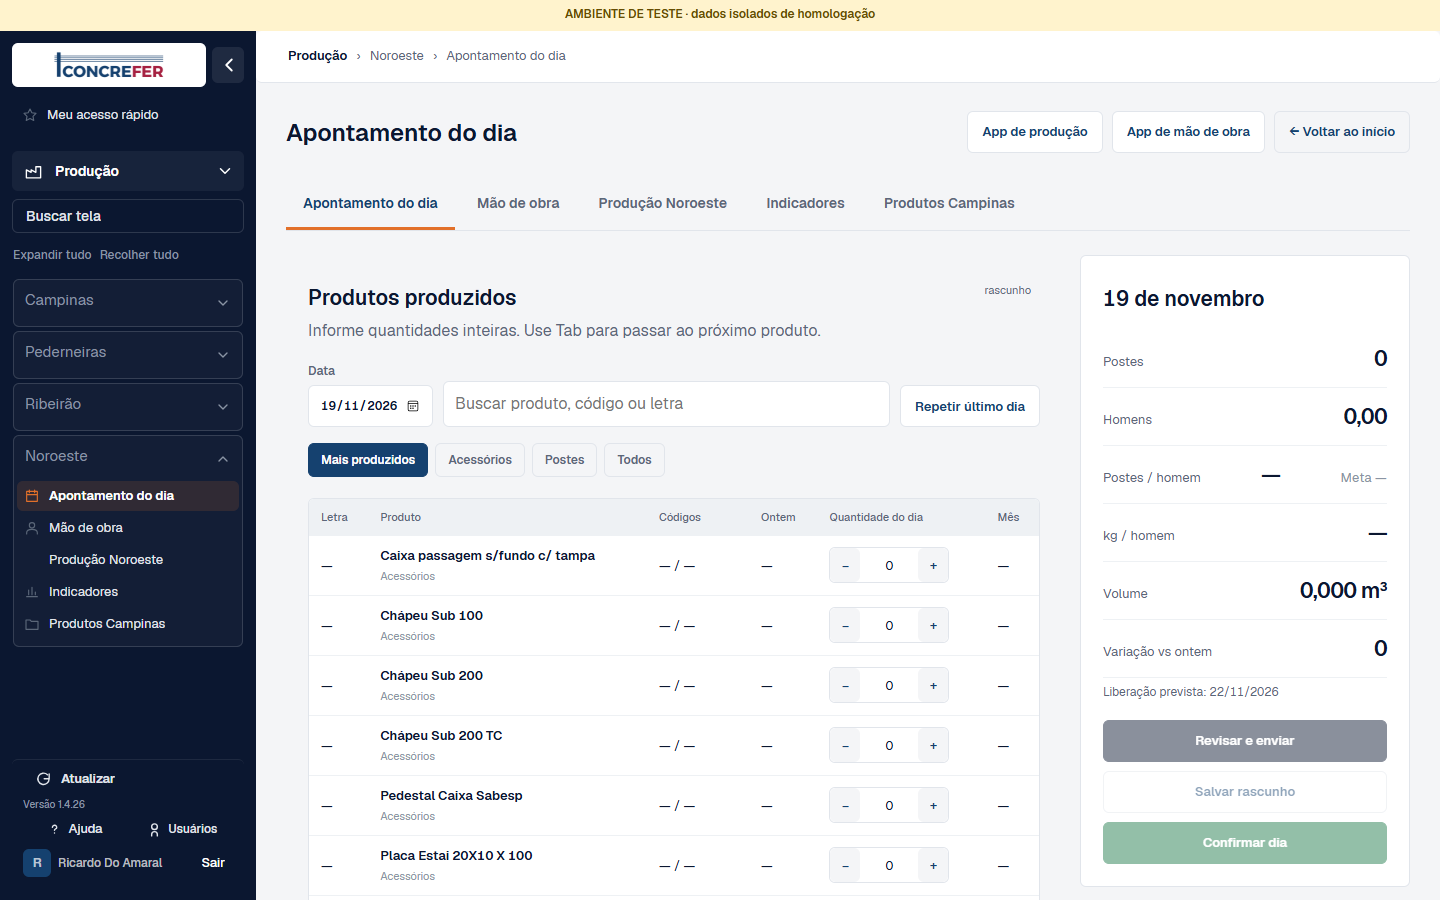 AMBIENTE DE TESTE · dados isolados de homologação
CONCREFER
Meu acesso rápido
Produção
Buscar tela
Expandir tudo Recolher tudo
Campinas
Pederneiras
Ribeirão
Noroeste
Apontamento do dia
Mão de obra
Produção Noroeste
Indicadores
Produtos Campinas
Atualizar
Versão 1.4.26
? Ajuda
Usuários
R Ricardo Do Amaral Sair
Produção › Noroeste › Apontamento do dia
Apontamento do dia
App de produção
App de mão de obra
← Voltar ao início
Apontamento do dia
Mão de obra
Produção Noroeste
Indicadores
Produtos Campinas
Produtos produzidos
rascunho
Informe quantidades inteiras. Use Tab para passar ao próximo produto.
Data
19/11/2026
Buscar produto, código ou letra
Repetir último dia
Mais produzidos
Acessórios
Postes
Todos
Letra Produto Códigos Ontem Quantidade do dia Mês
— Caixa passagem s/fundo c/ tampa — / — — − 0 + —
Acessórios
— Chápeu Sub 100 — / — — − 0 + —
Acessórios
— Chápeu Sub 200 — / — — − 0 + —
Acessórios
— Chápeu Sub 200 TC — / — — − 0 + —
Acessórios
— Pedestal Caixa Sabesp — / — — − 0 + —
Acessórios
— Placa Estai 20X10 X 100 — / — — − 0 + —
Acessórios
19 de novembro
Postes 0
Homens 0,00
Postes / homem — Meta —
kg / homem —
Volume 0,000 m³
Variação vs ontem 0
Liberação prevista: 22/11/2026
Revisar e enviar
Salvar rascunho
Confirmar dia